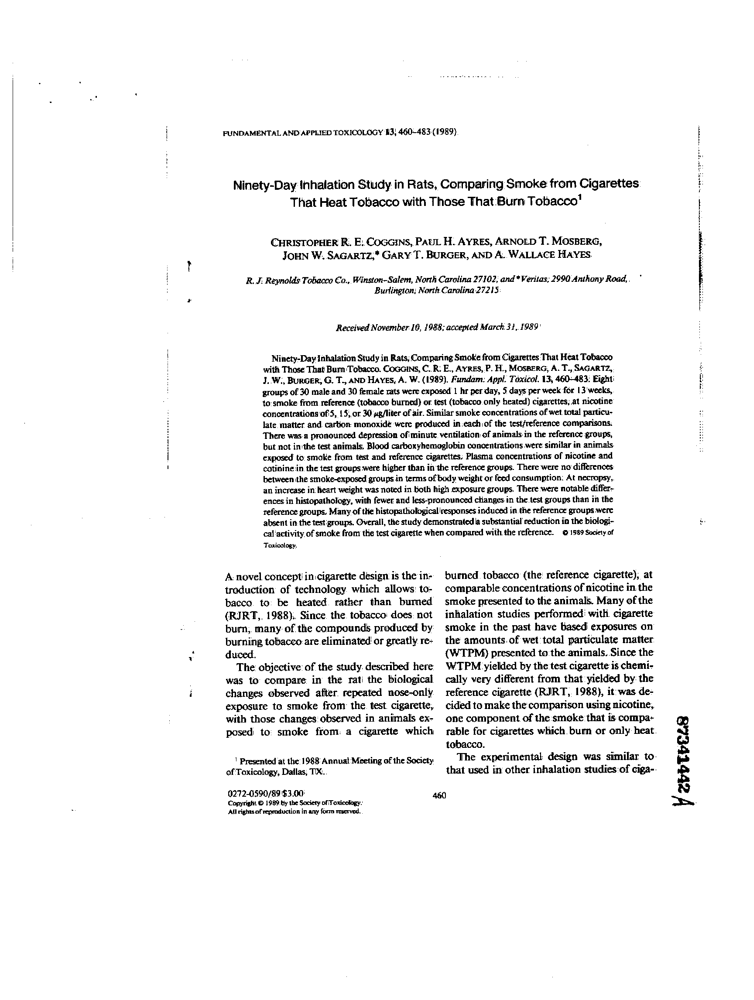 FUNDAMENTAL AND APPLIED TOXICOLOGY 13, 460–483 (1989)
Ninety-Day Inhalation Study in Rats, Comparing Smoke from Cigarettes
That Heat Tobacco with Those That Burn Tobacco¹
CHRISTOPHER R. E. COGGINS, PAUL H. AYRES, ARNOLD T. MOSBERG,
JOHN W. SAGARTZ,* GARY T. BURGER, AND A. WALLACE HAYES
R. J. Reynolds Tobacco Co., Winston-Salem, North Carolina 27102, and *Veritas, 2990 Anthony Road,
Burlington, North Carolina 27215
Received November 10, 1988; accepted March 31, 1989
Ninety-Day Inhalation Study in Rats, Comparing Smoke from Cigarettes That Heat Tobacco
with Those That Burn Tobacco. COGGINS, C. R. E., AYRES, P. H., MOSBERG, A. T., SAGARTZ,
J. W., BURGER, G. T., AND HAYES, A. W. (1989). Fundam. Appl. Toxicol. 13, 460–483. Eight
groups of 30 male and 30 female rats were exposed 1 hr per day, 5 days per week for 13 weeks,
to smoke from reference (tobacco burned) or test (tobacco only heated) cigarettes, at nicotine
concentrations of 5, 15, or 30 µg/liter of air. Similar smoke concentrations of wet total particu-
late matter and carbon monoxide were produced in each of the test/reference comparisons.
There was a pronounced depression of minute ventilation of animals in the reference groups,
but not in the test animals. Blood carboxyhemoglobin concentrations were similar in animals
exposed to smoke from test and reference cigarettes. Plasma concentrations of nicotine and
cotinine in the test groups were higher than in the reference groups. There were no differences
between the smoke-exposed groups in terms of body weight or feed consumption. At necropsy,
an increase in heart weight was noted in both high exposure groups. There were notable differ-
ences in histopathology, with fewer and less-pronounced changes in the test groups than in the
reference groups. Many of the histopathological responses induced in the reference groups were
absent in the test groups. Overall, the study demonstrated a substantial reduction in the biologi-
cal activity of smoke from the test cigarette when compared with the reference. © 1989 Society of
Toxicology.
A novel concept in cigarette design is the in-
troduction of technology which allows to-
bacco to be heated rather than burned
(RJRT, 1988). Since the tobacco does not
burn, many of the compounds produced by
burning tobacco are eliminated or greatly re-
duced.
The objective of the study described here
was to compare in the rat the biological
changes observed after repeated nose-only
exposure to smoke from the test cigarette,
with those changes observed in animals ex-
posed to smoke from a cigarette which
¹ Presented at the 1988 Annual Meeting of the Society
of Toxicology, Dallas, TX.
burned tobacco (the reference cigarette), at
comparable concentrations of nicotine in the
smoke presented to the animals. Many of the
inhalation studies performed with cigarette
smoke in the past have based exposures on
the amounts of wet total particulate matter
(WTPM) presented to the animals. Since the
WTPM yielded by the test cigarette is chemi-
cally very different from that yielded by the
reference cigarette (RJRT, 1988), it was de-
cided to make the comparison using nicotine,
one component of the smoke that is compa-
rable for cigarettes which burn or only heat
tobacco.
The experimental design was similar to
that used in other inhalation studies of ciga-
0272-0590/89 $3.00
Copyright © 1989 by the Society of Toxicology.
All rights of reproduction in any form reserved.
460
87341442A